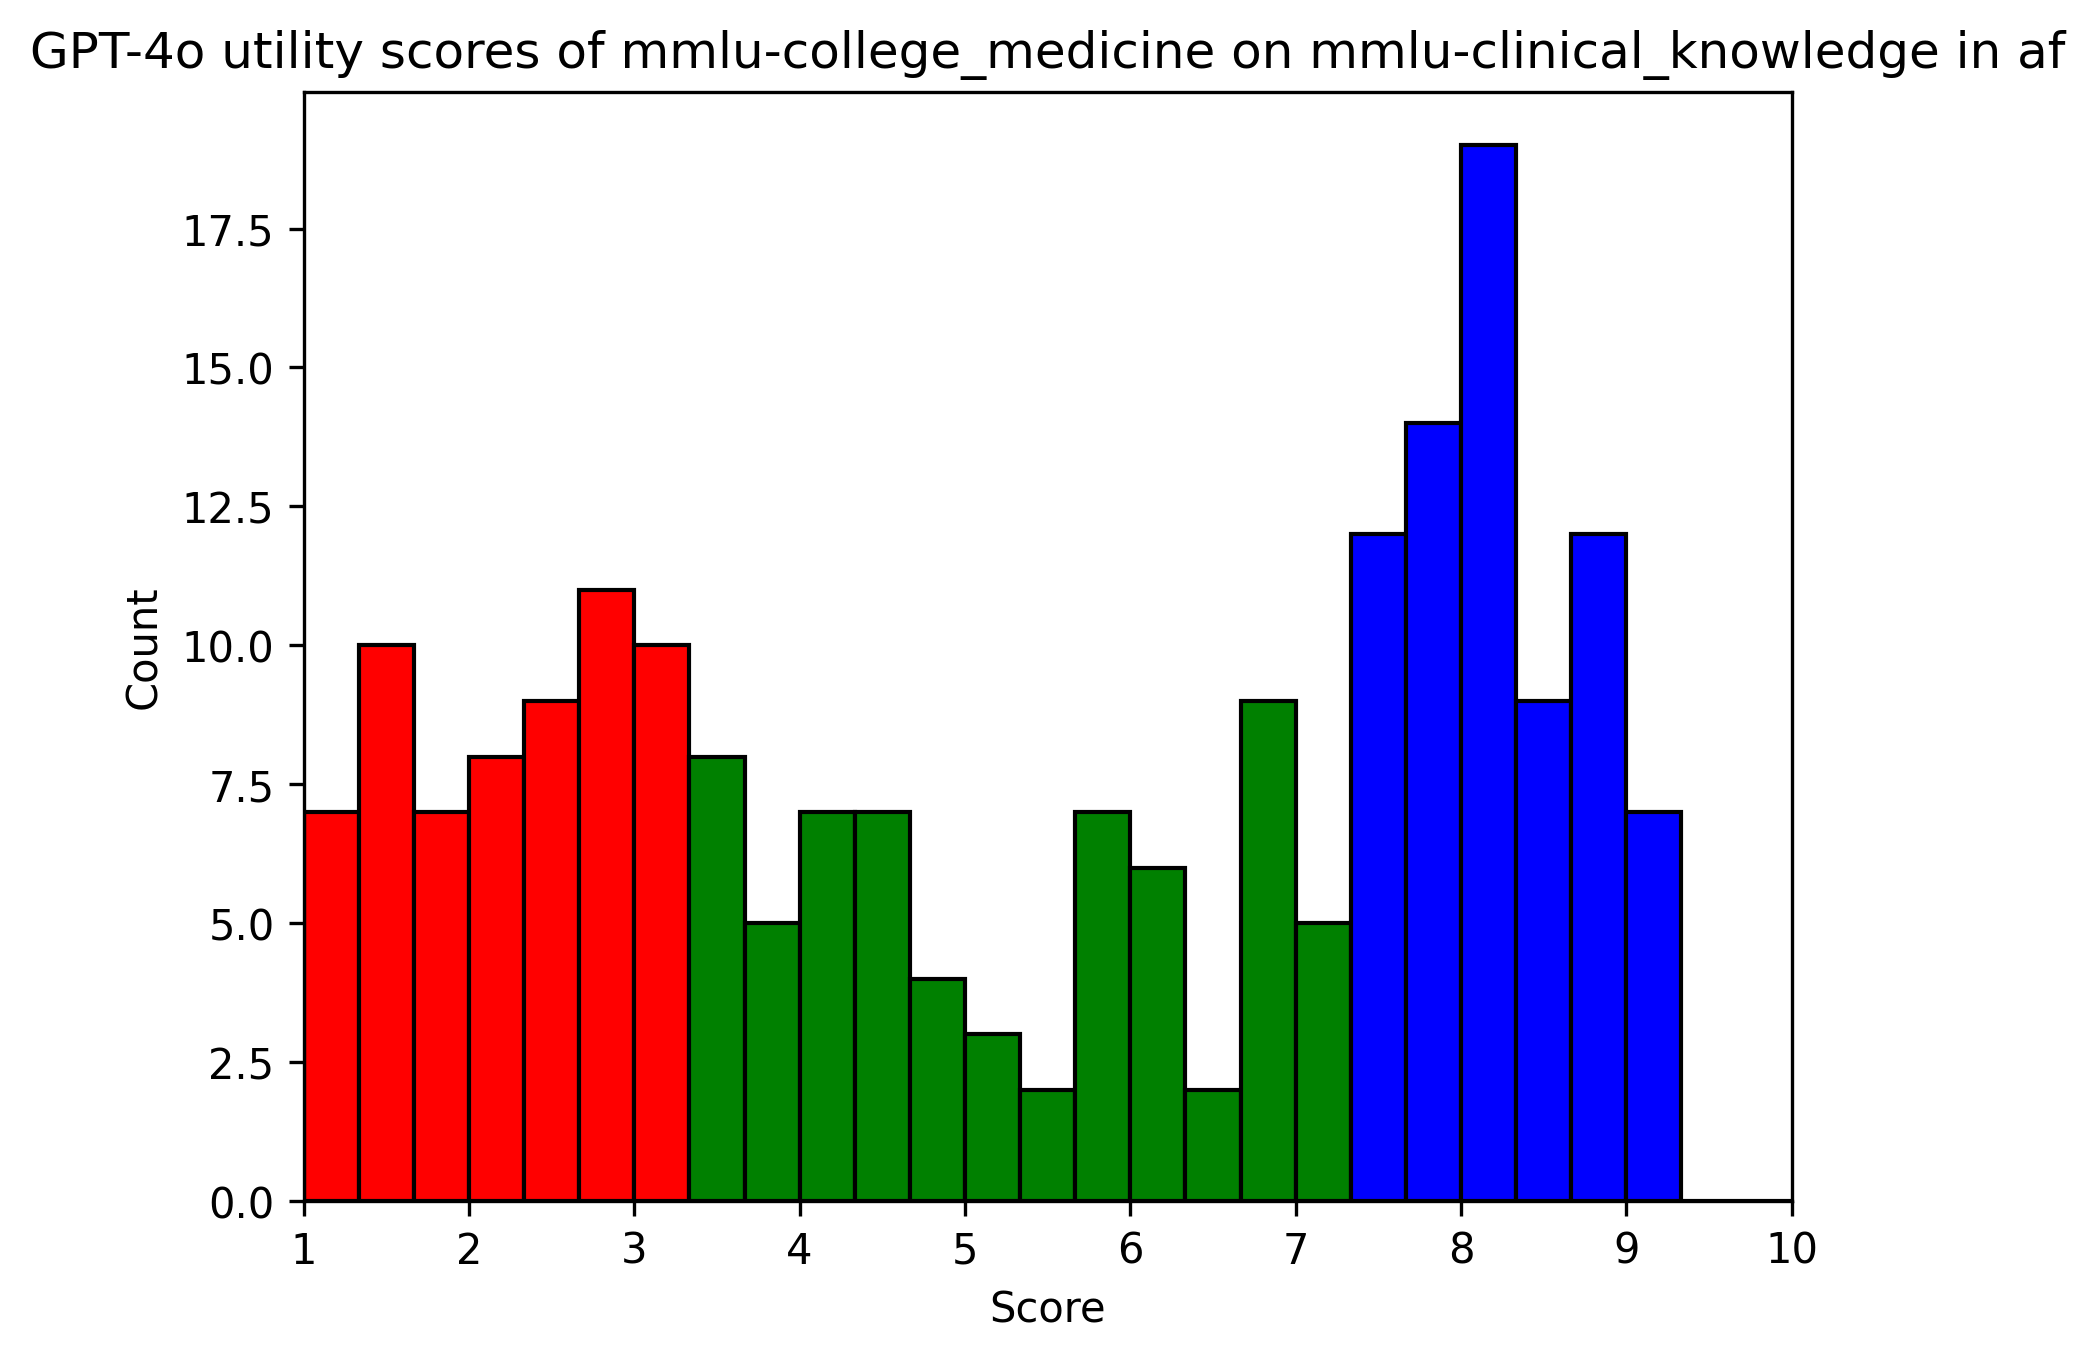 GPT-4o utility scores of mmlu-college_medicine on mmlu-clinical_knowledge in af
17.5
15.0
12.5
10.0
7.5
5.0
2.5
0.0
Count
1 2 3 4 5 6 7 8 9 10
Score